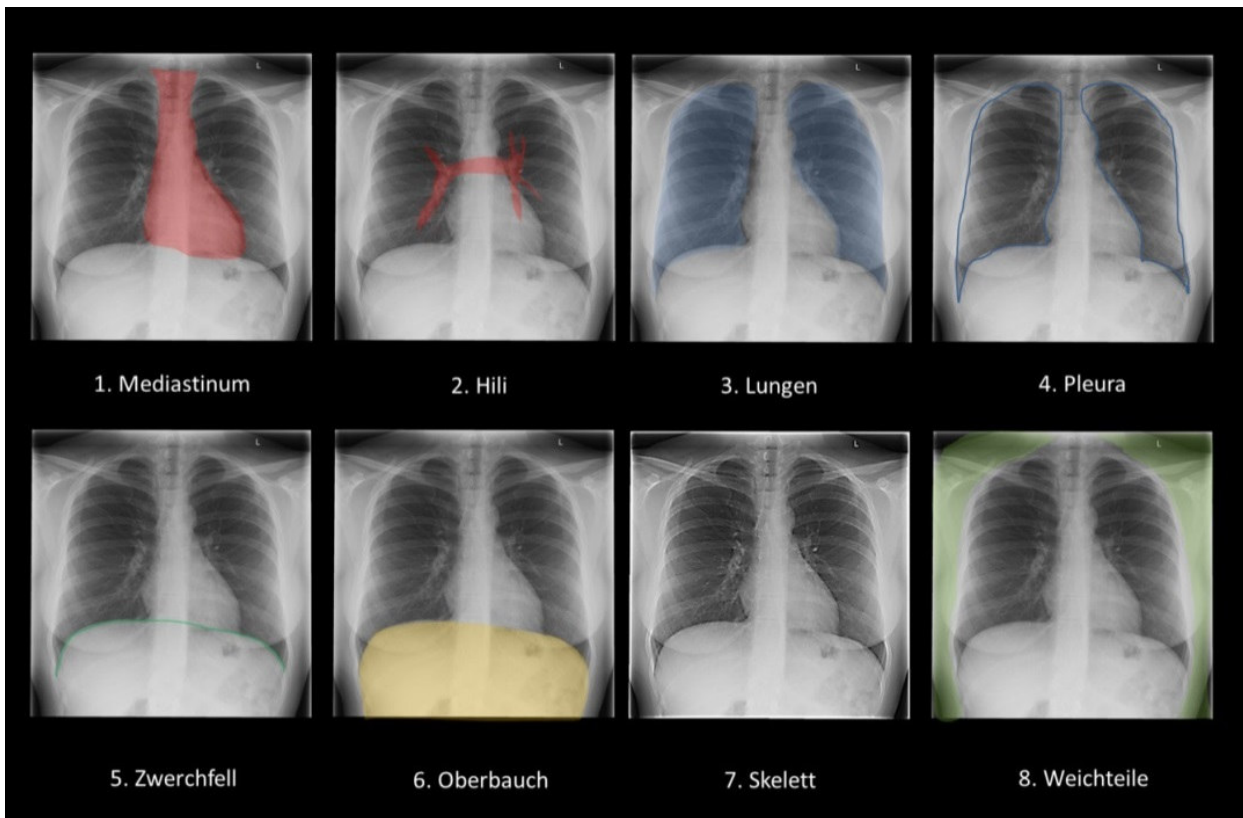 L
L
L
L
1. Mediastinum
2. Hili
3. Lungen
4. Pleura
L
L
L
L
5. Zwerchfell
6. Oberbauch
7. Skelett
8. Weichteile